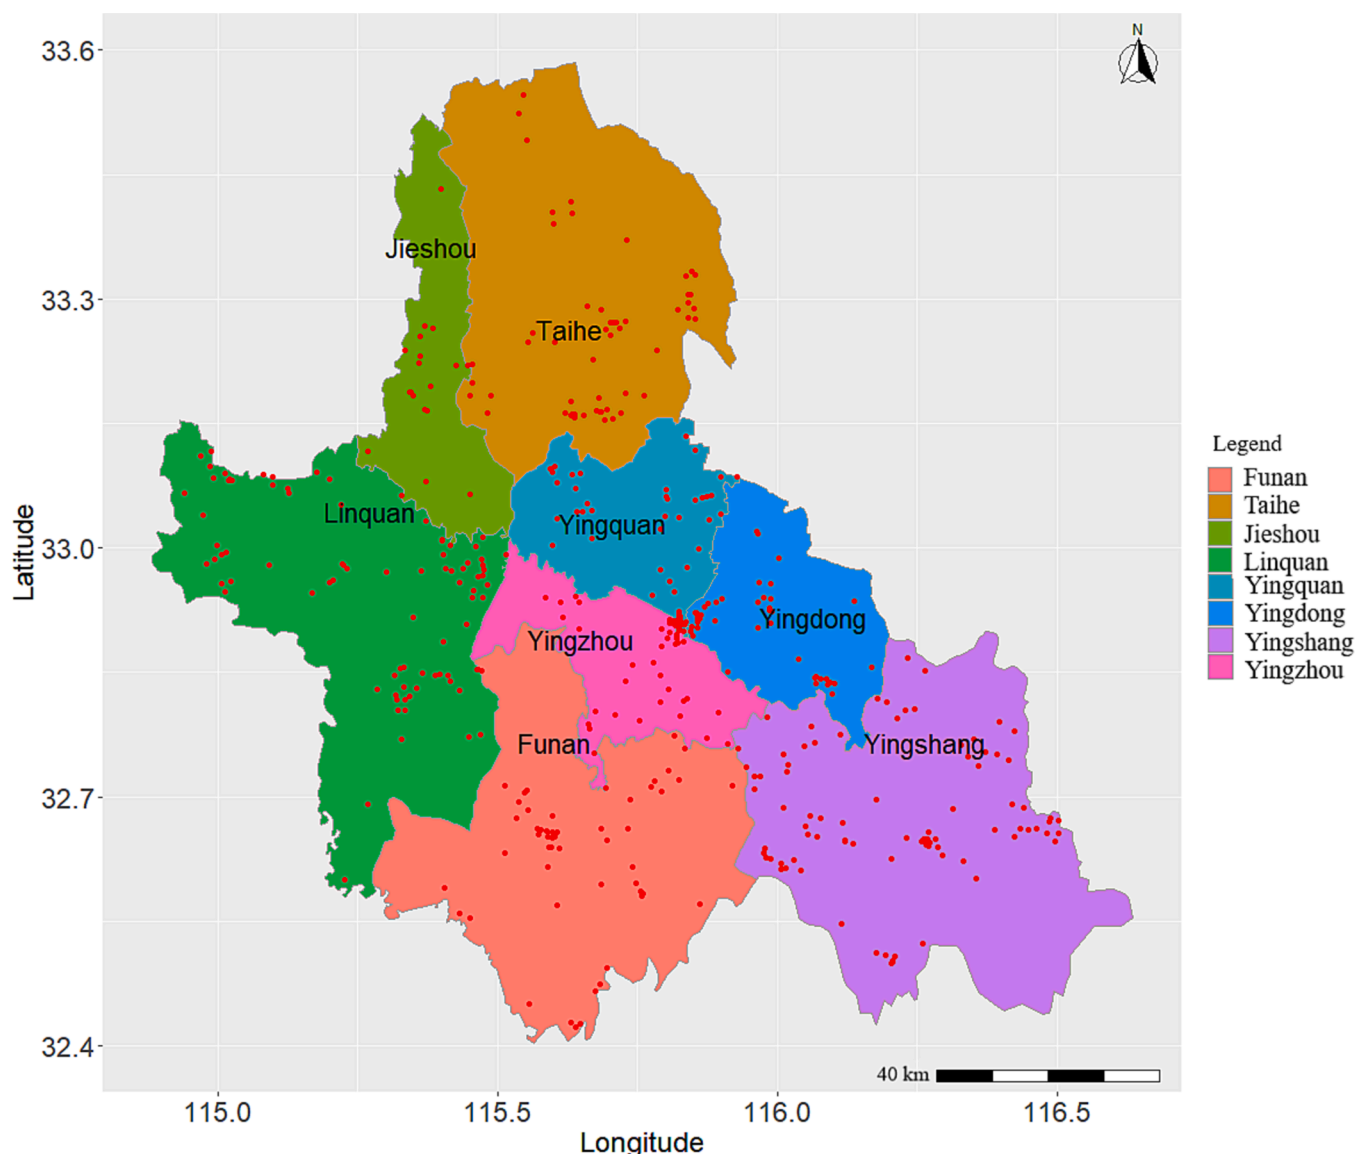 N
33.6
33.3
33.0
32.7
32.4
Latitude
Jieshou
Taihe
Linquan
Yingquan
Yingdong
Yingzhou
Funan
Yingshang
40 km
115.0
115.5
116.0
116.5
Longitude
Legend
Funan
Taihe
Jieshou
Linquan
Yingquan
Yingdong
Yingshang
Yingzhou